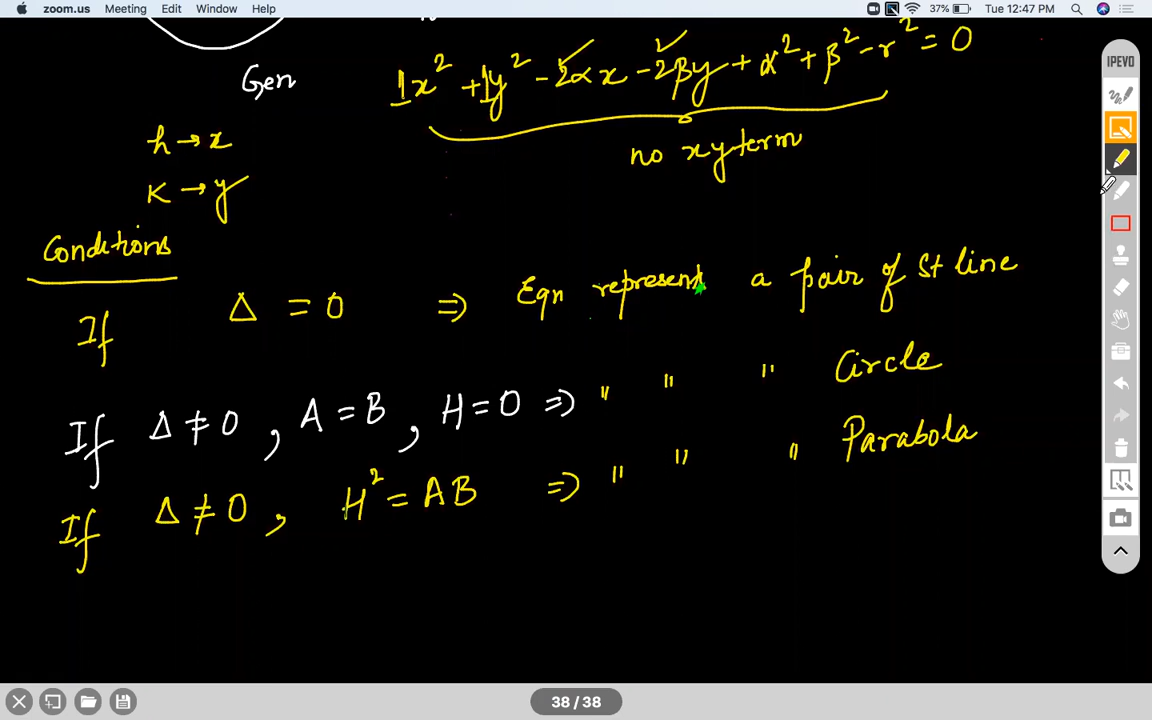 zoom.us Meeting Edit Window Help 37% Tue 12:47 PM
IPEVO
1x² + 1y² - 2αx - 2βy + α² + β² - r² = 0
Gen
no xy term
h → x
K → y
Conditions
If Δ = 0 ⇒ Eqn represent a pair of St line
If Δ ≠ 0 , A = B , H = 0 ⇒ " " " Circle
If Δ ≠ 0 , H² = AB ⇒ " " " Parabola
38 / 38